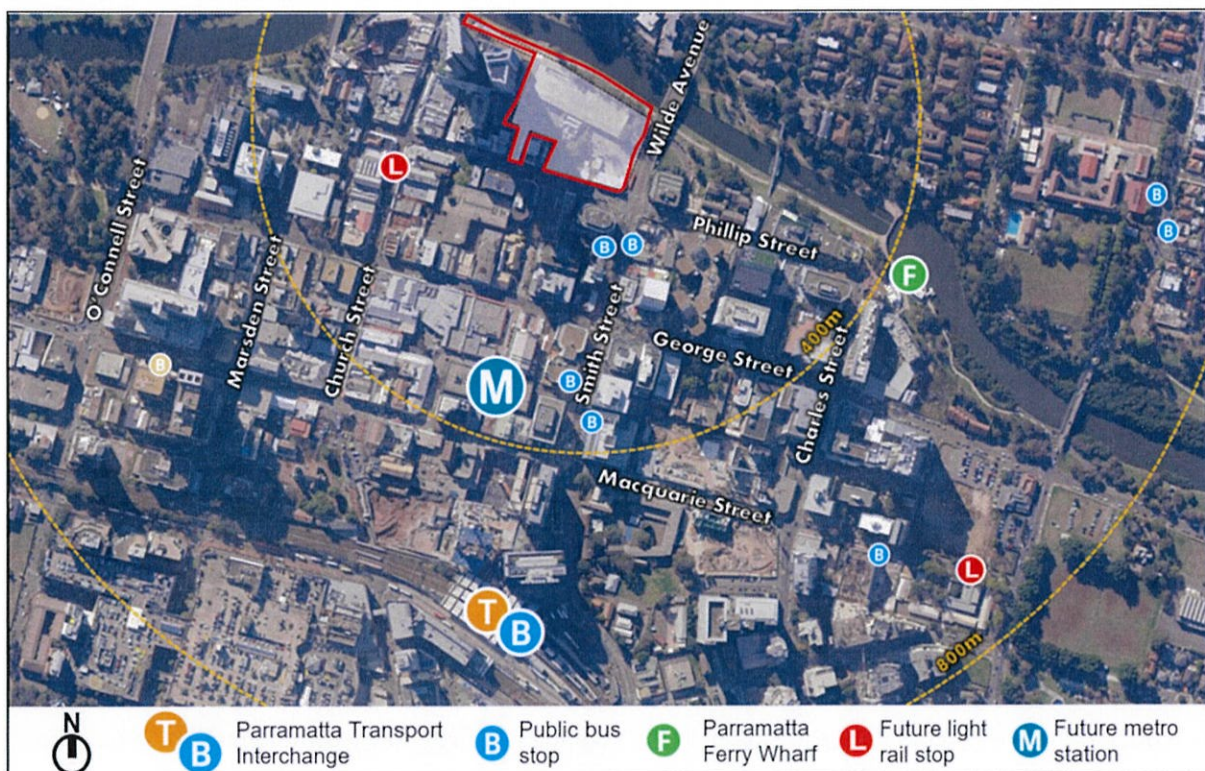 Wilde Avenue
L
B
B
O'Connell Street
Phillip Street
B
B
Marsden Street
Church Street
F
Smith Street
400m
George Street
B
M
B
Charles Street
B
Macquarie Street
B
L
T
B
800m
N
T
B
Parramatta Transport
Interchange
B
Public bus
stop
F
Parramatta
Ferry Wharf
L
Future light
rail stop
M
Future metro
station